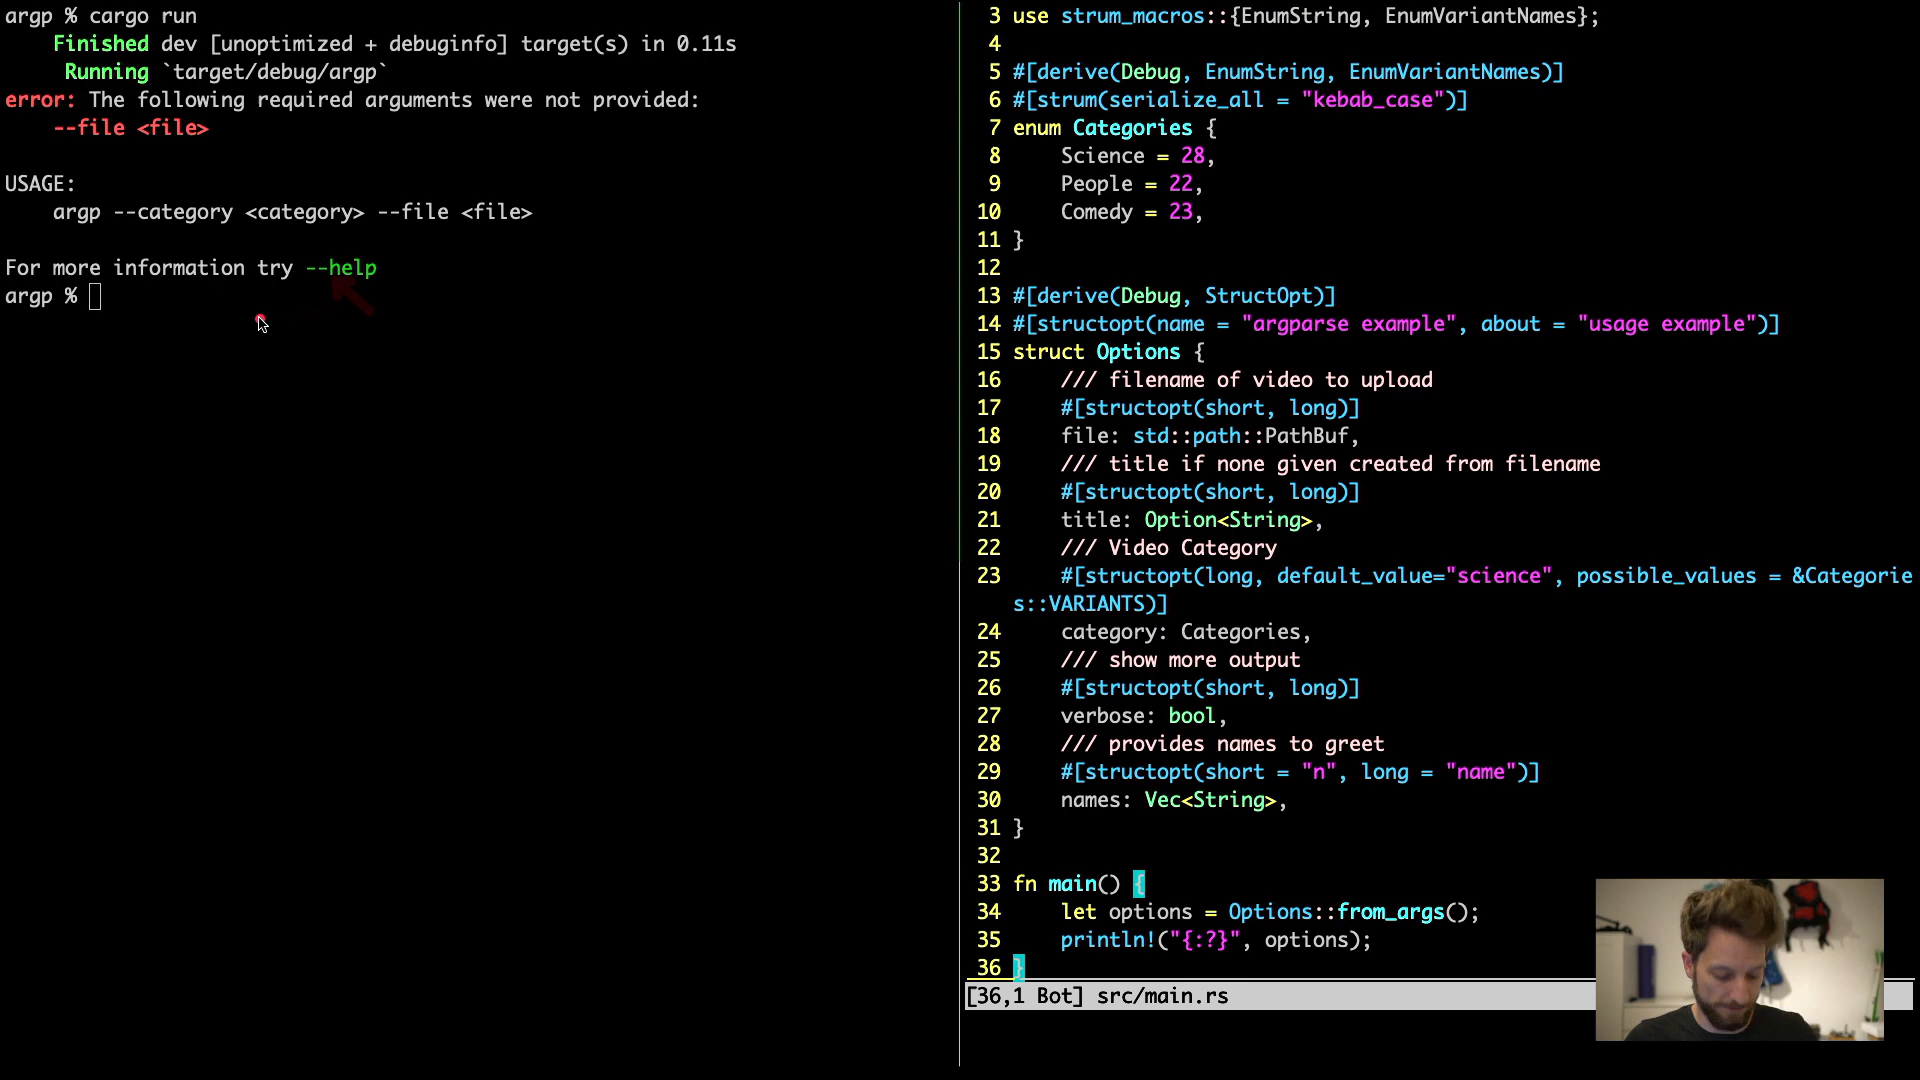 argp % cargo run
    Finished dev [unoptimized + debuginfo] target(s) in 0.11s
     Running `target/debug/argp`
error: The following required arguments were not provided:
    --file <file>

USAGE:
    argp --category <category> --file <file>

For more information try --help
argp %
3 use strum_macros::{EnumString, EnumVariantNames};
4
5 #[derive(Debug, EnumString, EnumVariantNames)]
6 #[strum(serialize_all = "kebab_case")]
7 enum Categories {
8     Science = 28,
9     People = 22,
10     Comedy = 23,
11 }
12
13 #[derive(Debug, StructOpt)]
14 #[structopt(name = "argparse example", about = "usage example")]
15 struct Options {
16     /// filename of video to upload
17     #[structopt(short, long)]
18     file: std::path::PathBuf,
19     /// title if none given created from filename
20     #[structopt(short, long)]
21     title: Option<String>,
22     /// Video Category
23     #[structopt(long, default_value="science", possible_values = &Categorie
s::VARIANTS)]
24     category: Categories,
25     /// show more output
26     #[structopt(short, long)]
27     verbose: bool,
28     /// provides names to greet
29     #[structopt(short = "n", long = "name")]
30     names: Vec<String>,
31 }
32
33 fn main() {
34     let options = Options::from_args();
35     println!("{:?}", options);
36 }
[36,1 Bot] src/main.rs